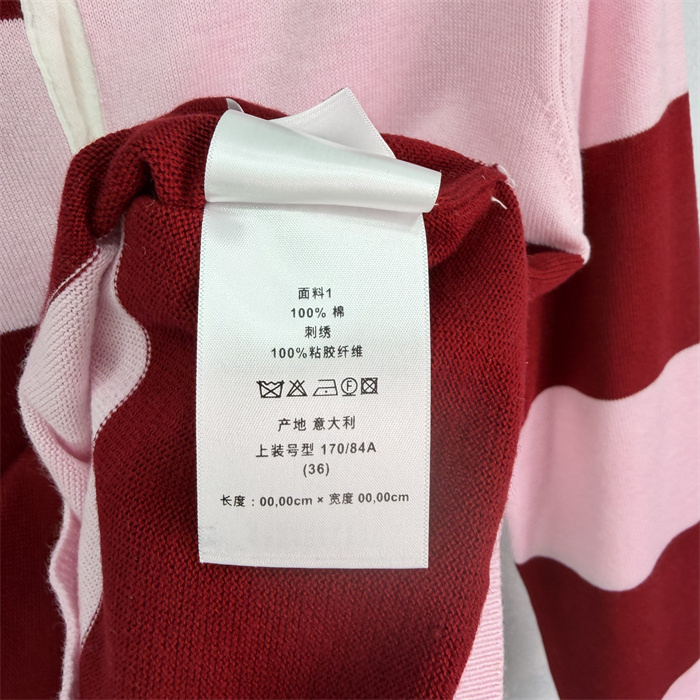 面料1
100% 棉
刺绣
100%粘胶纤维
F
产地 意大利
上装号型 170/84A
(36)
长度：00,00cm × 宽度 00,00cm